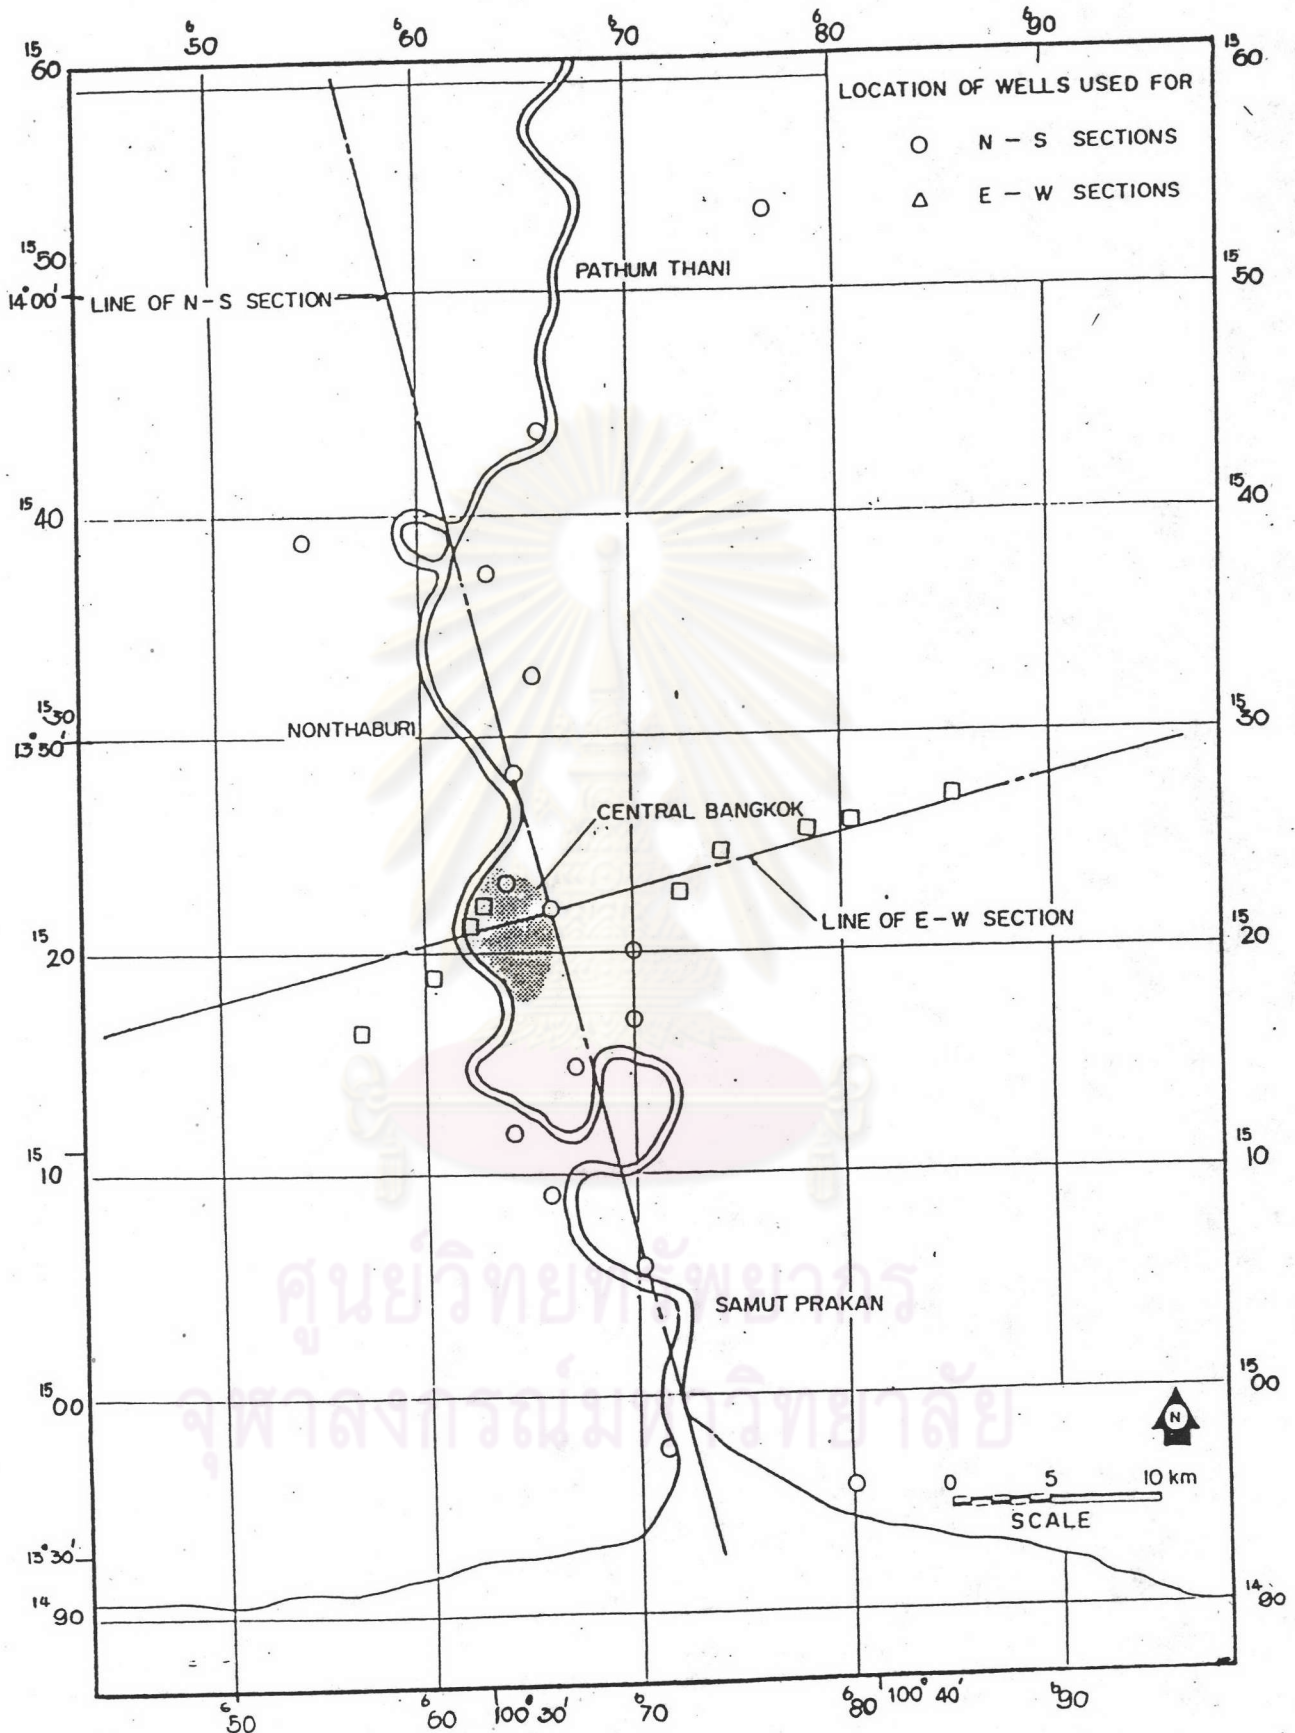 6 50 6 60 6 70 6 80 6 90
15 60 15 60
LOCATION OF WELLS USED FOR
N - S SECTIONS
E - W SECTIONS
15 50 15 50
PATHUM THANI
14° 00' LINE OF N-S SECTION
15 40 15 40
15 30 15 30
NONTHABURI
13° 50'
CENTRAL BANGKOK
LINE OF E-W SECTION
15 20 15 20
15 10 15 10
ศูนย์วิทยทรัพยากร
SAMUT PRAKAN
15 00 15 00
จุฬาลงกรณ์มหาวิทยาลัย
N
0 5 10 km
SCALE
13° 30'
14 90 14 90
6 50 6 60 100° 30' 6 70 6 80 100° 40' 6 90